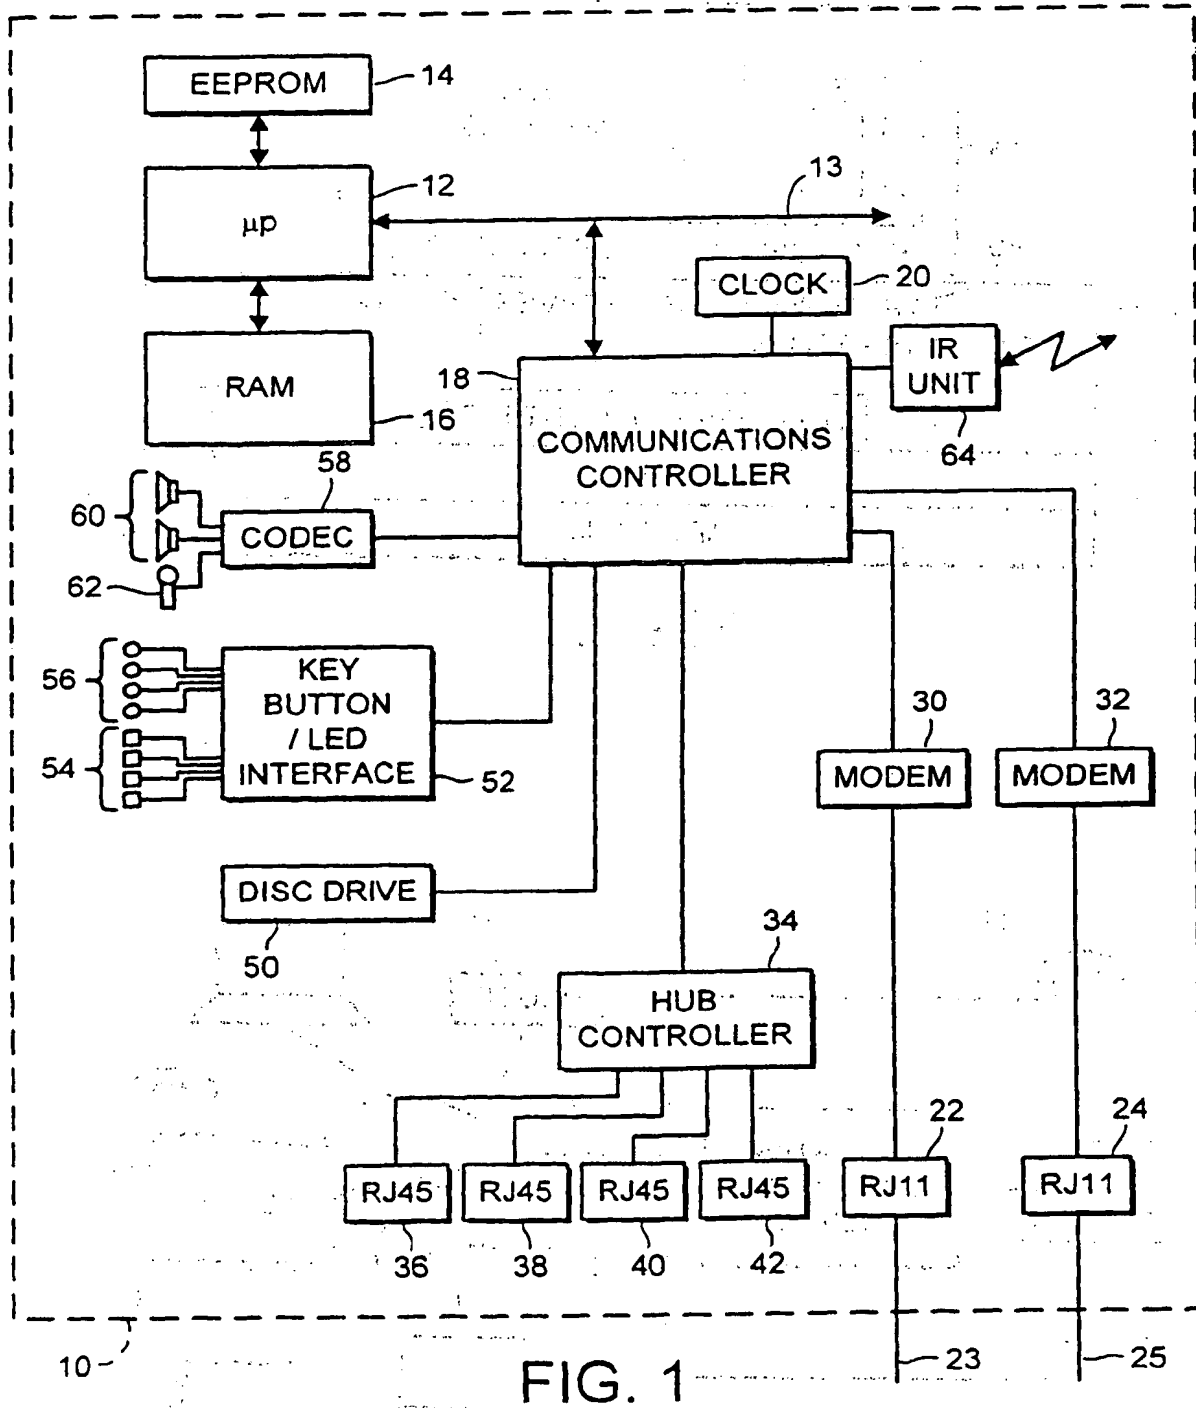 EEPROM
14
12
µp
13
CLOCK
20
RAM
16
18
IR
UNIT
64
COMMUNICATIONS
CONTROLLER
58
60
CODEC
62
56
KEY
BUTTON
/ LED
INTERFACE
54
52
30
32
MODEM
MODEM
DISC DRIVE
50
34
HUB
CONTROLLER
22
24
RJ45
RJ45
RJ45
RJ45
RJ11
RJ11
36
38
40
42
10
23
25
FIG. 1